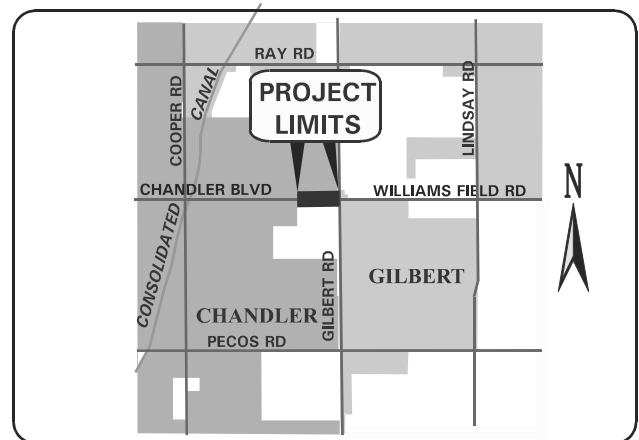 RAY RD
COOPER RD
CANAL
PROJECT
LIMITS
LINDSAY RD
CHANDLER BLVD
WILLIAMS FIELD RD
N
CONSOLIDATED
GILBERT RD
GILBERT
CHANDLER
PECOS RD